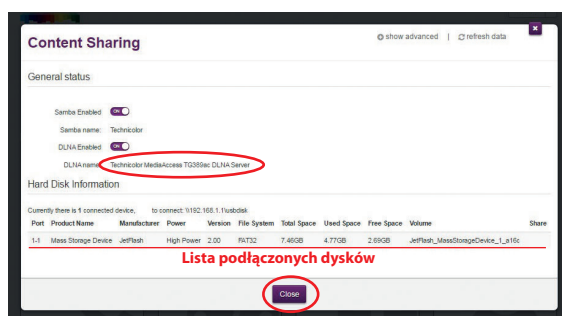 Content Sharing
show advanced | refresh data
x
General status
Samba Enabled ON
Samba name: Technicolor
DLNA Enabled ON
DLNA name: Technicolor MediaAccess TG389ac DLNA Server
Hard Disk Information
Currently there is 1 connected device, to connect: \\192.168.1.1\usbdisk
Port Product Name Manufacturer Power Version File System Total Space Used Space Free Space Volume Share
1-1 Mass Storage Device JetFlash High Power 2.00 FAT32 7.46GB 4.77GB 2.69GB JetFlash_MassStorageDevice_1_a16c
Lista podłączonych dysków
Close